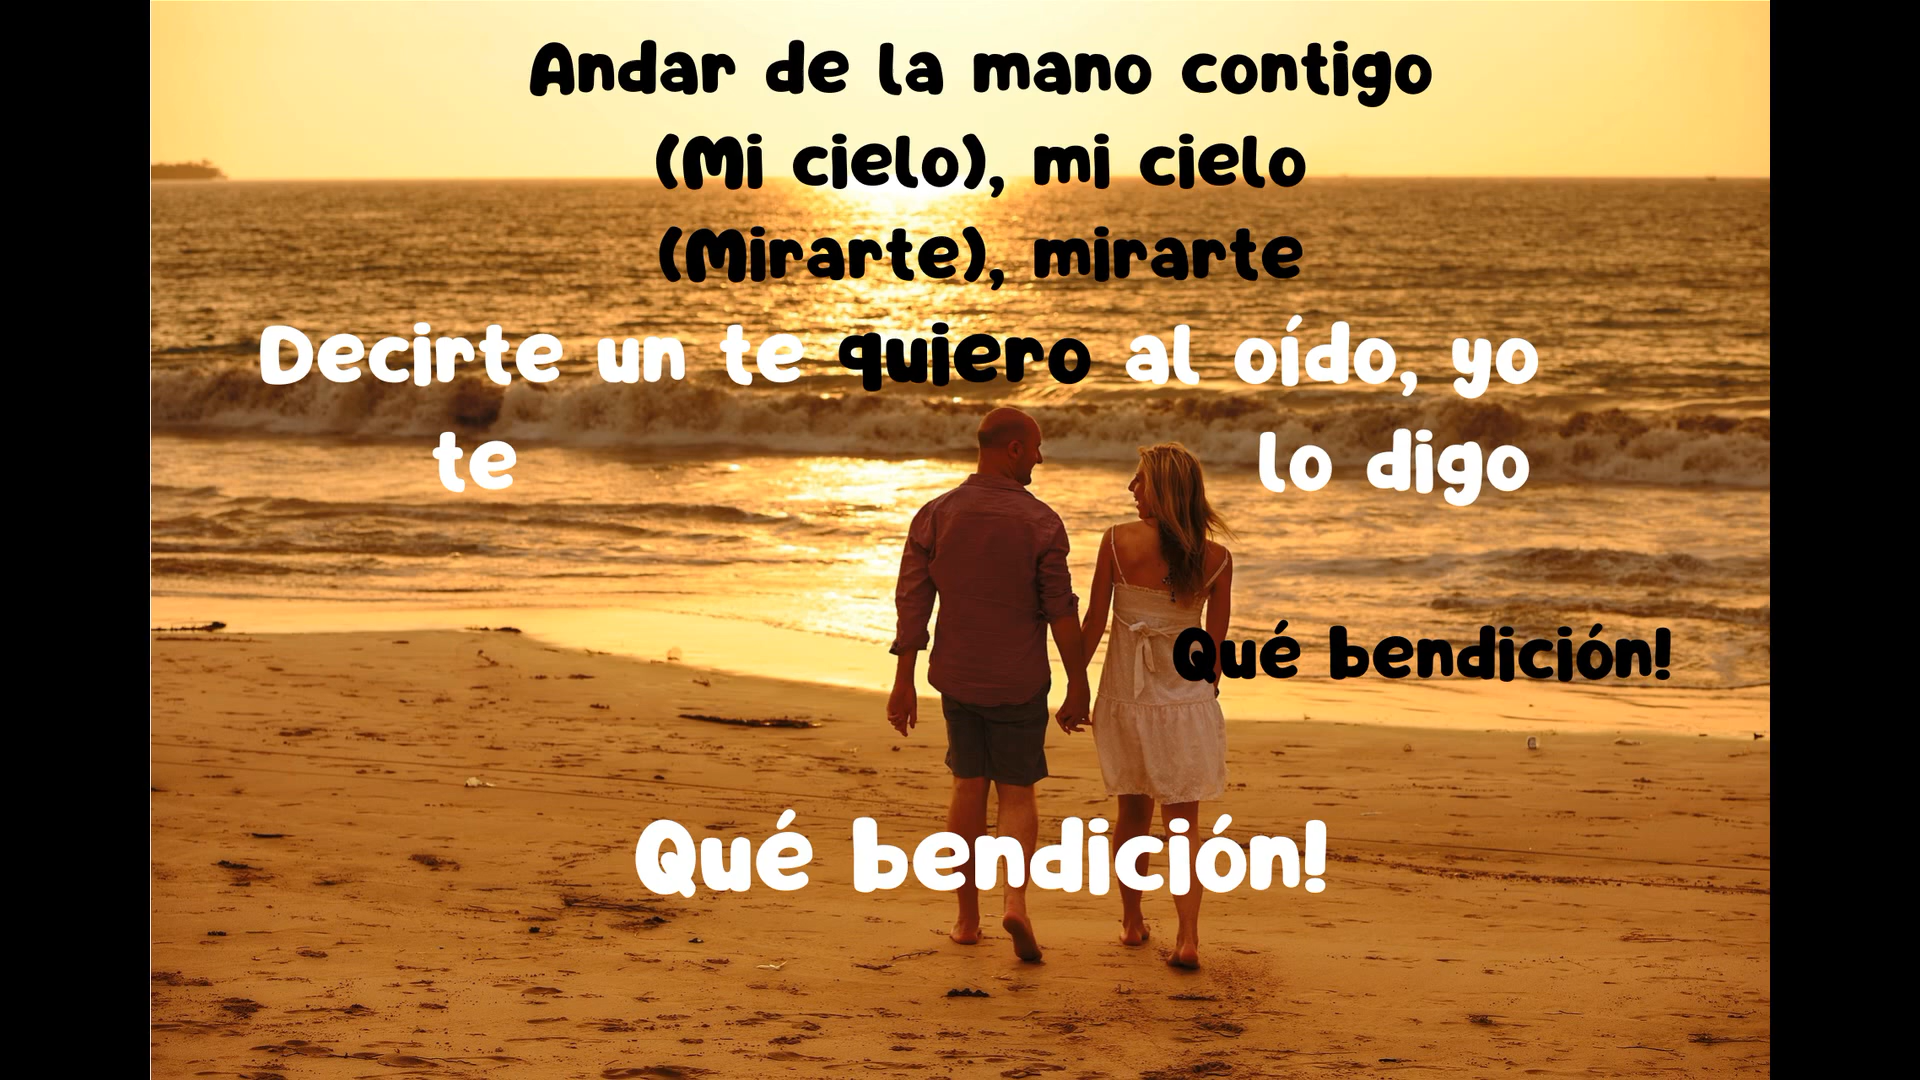 Andar de la mano contigo
(Mi cielo), mi cielo
(Mirarte), mirarte
Decirte un te quiero al oído, yo
te lo digo
Qué bendición!
Qué bendición!